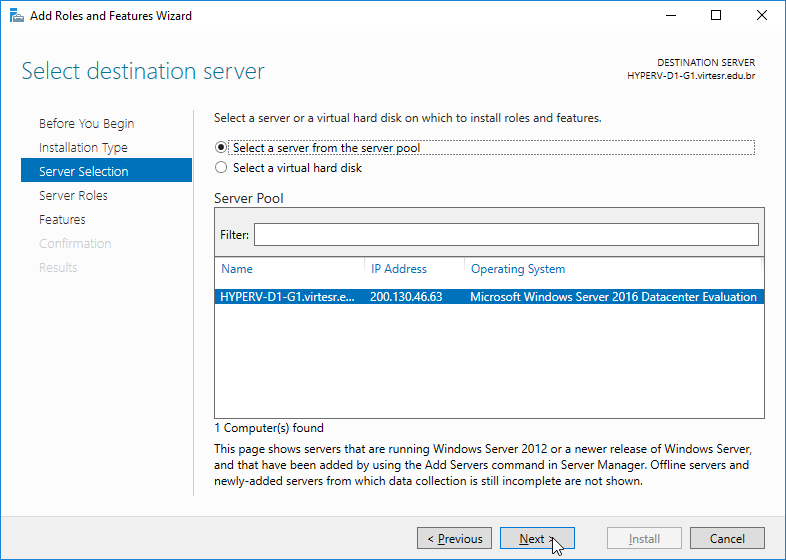 Add Roles and Features Wizard
Select destination server
DESTINATION SERVER
HYPERV-D1-G1.virtesr.edu.br
Before You Begin
Installation Type
Server Selection
Server Roles
Features
Confirmation
Results
Select a server or a virtual hard disk on which to install roles and features.
Select a server from the server pool
Select a virtual hard disk
Server Pool
Filter:
Name IP Address Operating System
HYPERV-D1-G1.virtesr.e... 200.130.46.63 Microsoft Windows Server 2016 Datacenter Evaluation
1 Computer(s) found
This page shows servers that are running Windows Server 2012 or a newer release of Windows Server,
and that have been added by using the Add Servers command in Server Manager. Offline servers and
newly-added servers from which data collection is still incomplete are not shown.
< Previous Next > Install Cancel